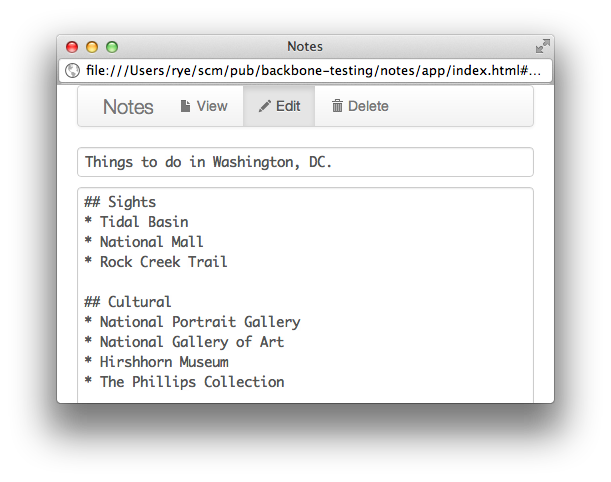 Notes
file:///Users/rye/scm/pub/backbone-testing/notes/app/index.html#...
Notes View Edit Delete
Things to do in Washington, DC.
## Sights
* Tidal Basin
* National Mall
* Rock Creek Trail
## Cultural
* National Portrait Gallery
* National Gallery of Art
* Hirshhorn Museum
* The Phillips Collection